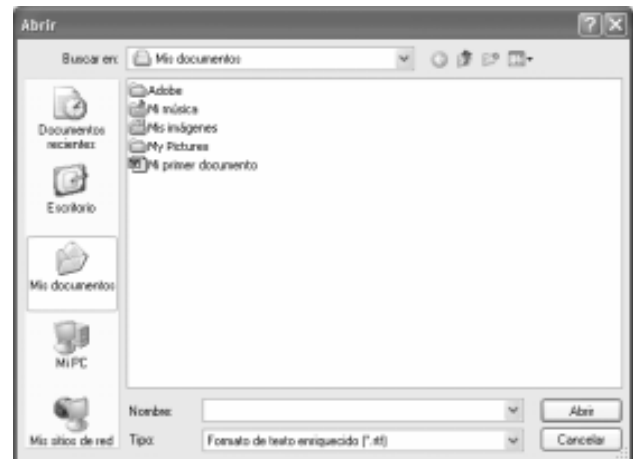 Abrir
Buscar en:
Mis documentos
Documentos
recientes
Escritorio
Mis documentos
Mi PC
Mis sitios de red
Adobe
Mi música
Mis imágenes
My Pictures
Mi primer documento
Nombre:
Abrir
Tipo:
Formato de texto enriquecido (*.rtf)
Cancelar